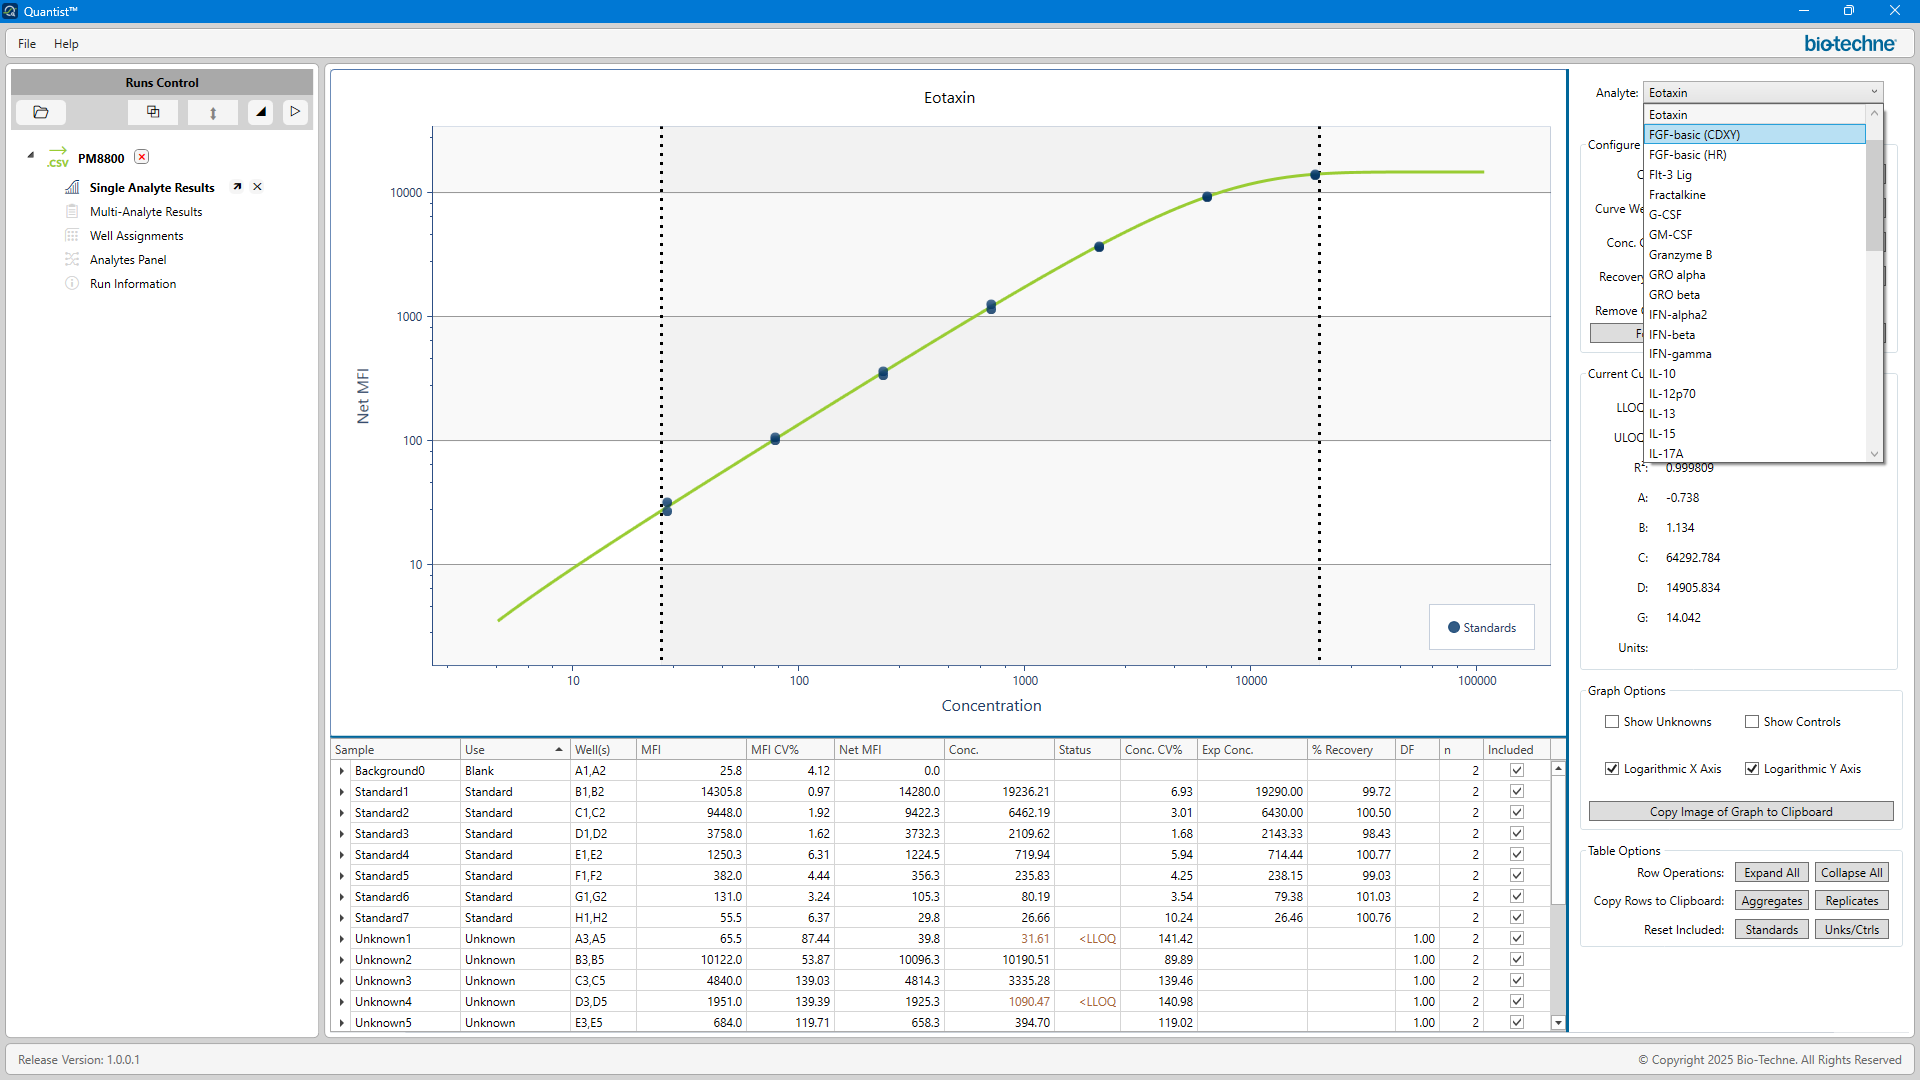 Quantist™
File Help
bio-techne
Runs Control
.CSV PM8800
Single Analyte Results
Multi-Analyte Results
Well Assignments
Analytes Panel
Run Information
Eotaxin
Net MFI
10000
1000
100
10
10 100 1000 10000 100000
Concentration
Standards
Sample Use Well(s) MFI MFI CV% Net MFI Conc. Status Conc. CV% Exp Conc. % Recovery DF n Included
Background0 Blank A1,A2 25.8 4.12 0.0 2
Standard1 Standard B1,B2 14305.8 0.97 14280.0 19236.21 6.93 19290.00 99.72 2
Standard2 Standard C1,C2 9448.0 1.92 9422.3 6462.19 3.01 6430.00 100.50 2
Standard3 Standard D1,D2 3758.0 1.62 3732.3 2109.62 1.68 2143.33 98.43 2
Standard4 Standard E1,E2 1250.3 6.31 1224.5 719.94 5.94 714.44 100.77 2
Standard5 Standard F1,F2 382.0 4.44 356.3 235.83 4.25 238.15 99.03 2
Standard6 Standard G1,G2 131.0 3.24 105.3 80.19 3.54 79.38 101.03 2
Standard7 Standard H1,H2 55.5 6.37 29.8 26.66 10.24 26.46 100.76 2
Unknown1 Unknown A3,A5 65.5 87.44 39.8 31.61 <LLOQ 141.42 1.00 2
Unknown2 Unknown B3,B5 10122.0 53.87 10096.3 10190.51 89.89 1.00 2
Unknown3 Unknown C3,C5 4840.0 139.03 4814.3 3335.28 139.46 1.00 2
Unknown4 Unknown D3,D5 1951.0 139.39 1925.3 1090.47 <LLOQ 140.98 1.00 2
Unknown5 Unknown E3,E5 684.0 119.71 658.3 394.70 119.02 1.00 2
Analyte: Eotaxin
Eotaxin
FGF-basic (CDXY)
FGF-basic (HR)
Flt-3 Lig
Fractalkine
G-CSF
GM-CSF
Granzyme B
GRO alpha
GRO beta
IFN-alpha2
IFN-beta
IFN-gamma
IL-10
IL-12p70
IL-13
IL-15
IL-17A
Configure
Curve We
Conc.
Recovery
Remove
Current Cu
LLOQ
ULOQ
R²: 0.999809
A: -0.738
B: 1.134
C: 64292.784
D: 14905.834
G: 14.042
Units:
Graph Options
Show Unknowns Show Controls
Logarithmic X Axis Logarithmic Y Axis
Copy Image of Graph to Clipboard
Table Options
Row Operations: Expand All Collapse All
Copy Rows to Clipboard: Aggregates Replicates
Reset Included: Standards Unks/Ctrls
Release Version: 1.0.0.1
© Copyright 2025 Bio-Techne. All Rights Reserved